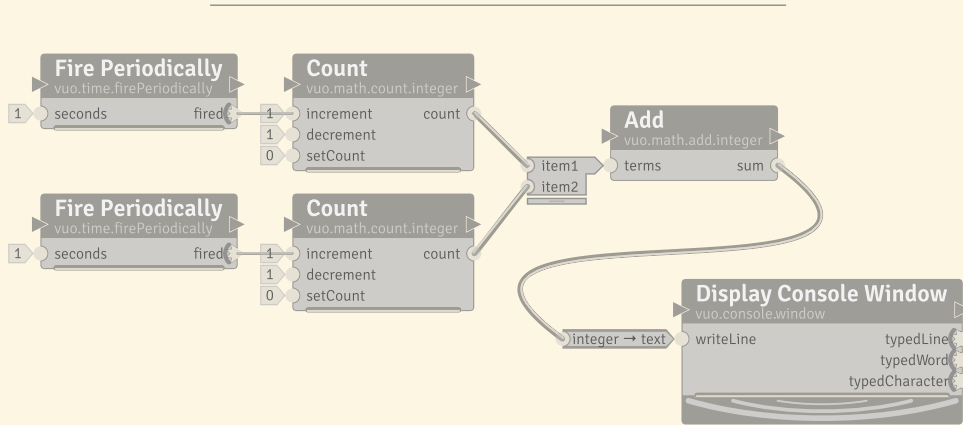 Fire Periodically
vuo.time.firePeriodically
1 seconds fired
Count
vuo.math.count.integer
1 increment count
1 decrement
0 setCount
Add
vuo.math.add.integer
terms sum
item1
item2
Fire Periodically
vuo.time.firePeriodically
1 seconds fired
Count
vuo.math.count.integer
1 increment count
1 decrement
0 setCount
integer → text
Display Console Window
vuo.console.window
writeLine typedLine
typedWord
typedCharacter